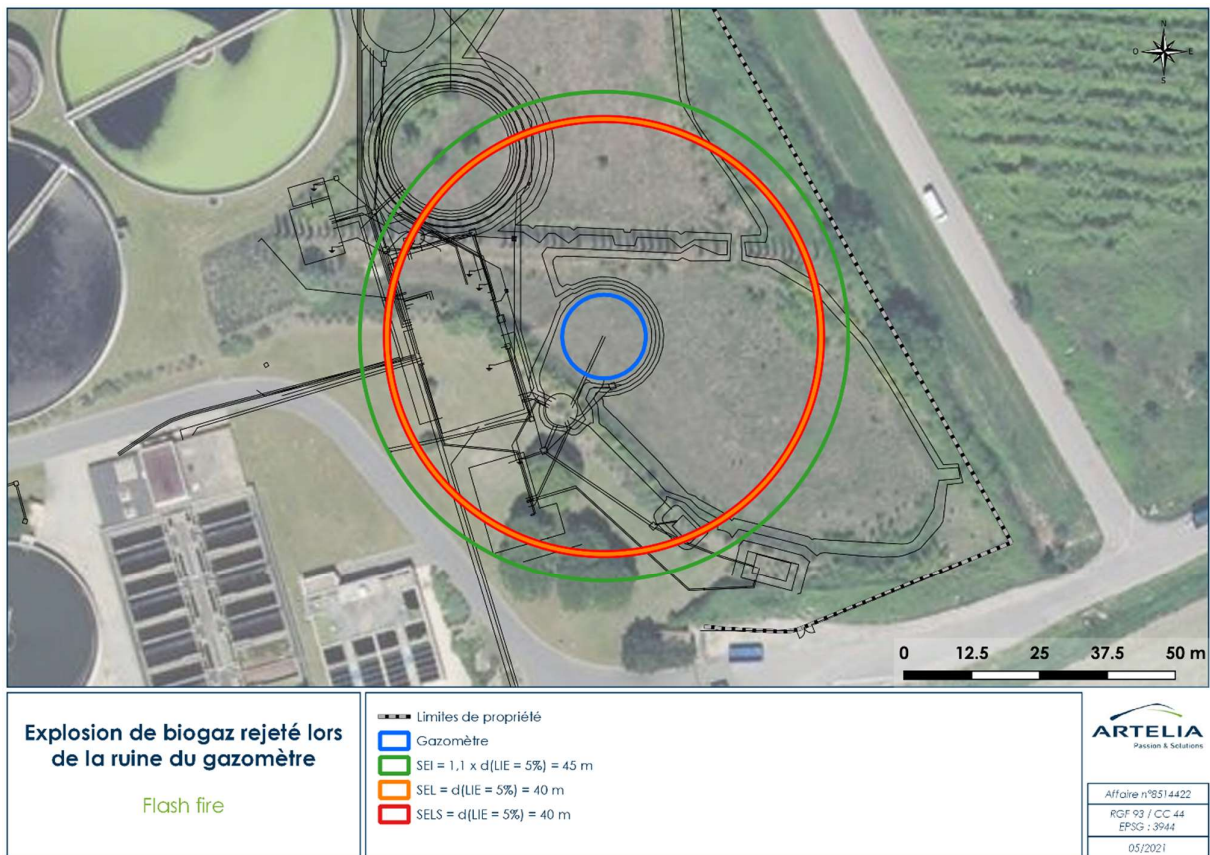 N
O
E
S
0 12.5 25 37.5 50 m
Explosion de biogaz rejeté lors
de la ruine du gazomètre
Flash fire
Limites de propriété
Gazomètre
SEI = 1,1 x d(LIE = 5%) = 45 m
SEL = d(LIE = 5%) = 40 m
SELS = d(LIE = 5%) = 40 m
ARTELIA
Passion & Solutions
Affaire n°8514422
RGF 93 / CC 44
EPSG : 3944
05/2021